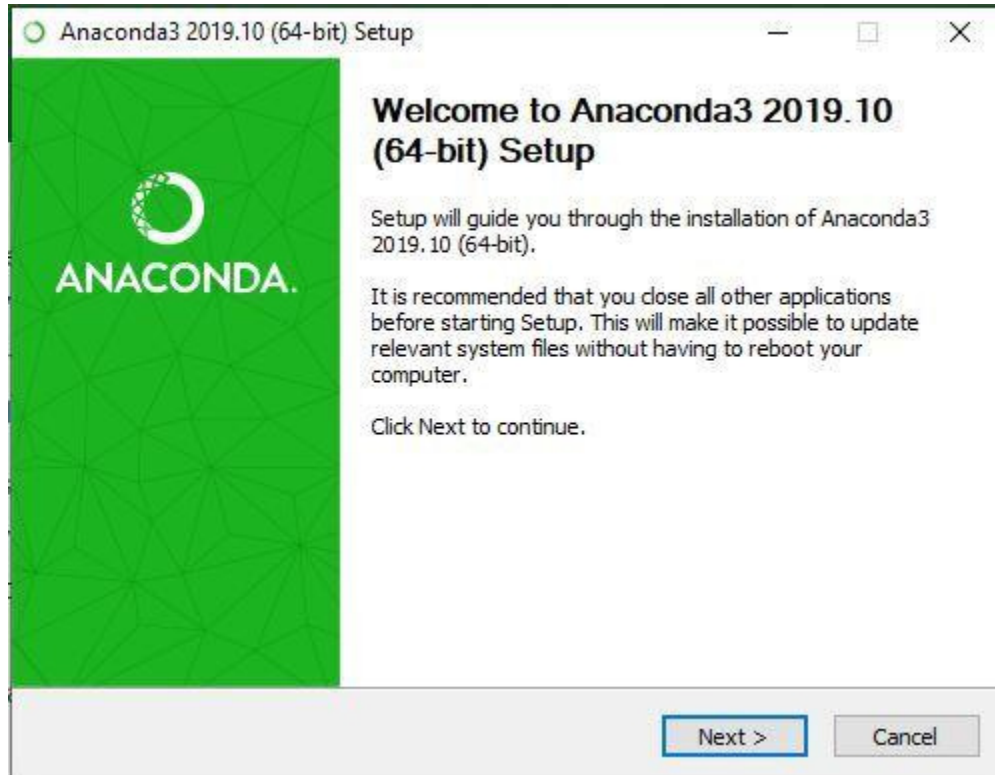 Anaconda3 2019.10 (64-bit) Setup
ANACONDA.
Welcome to Anaconda3 2019.10
(64-bit) Setup
Setup will guide you through the installation of Anaconda3
2019.10 (64-bit).
It is recommended that you close all other applications
before starting Setup. This will make it possible to update
relevant system files without having to reboot your
computer.
Click Next to continue.
Next >
Cancel